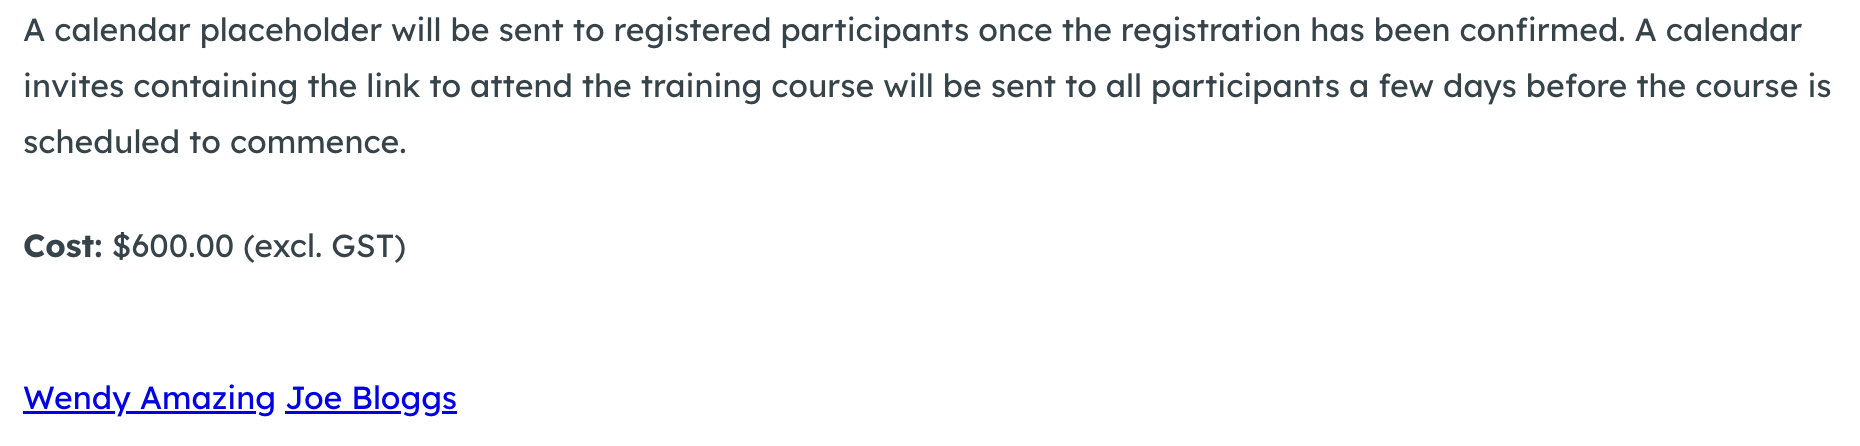 A calendar placeholder will be sent to registered participants once the registration has been confirmed. A calendar
invites containing the link to attend the training course will be sent to all participants a few days before the course is
scheduled to commence.
Cost: $600.00 (excl. GST)
Wendy Amazing Joe Bloggs